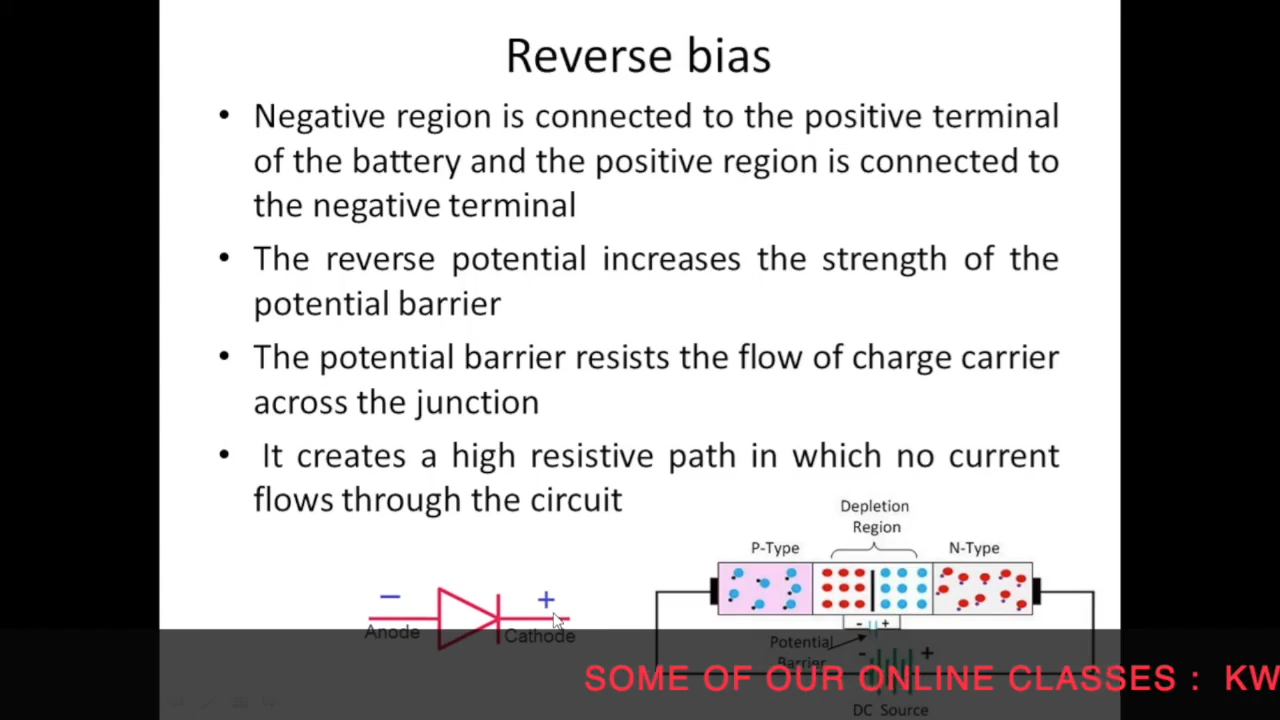 Reverse bias
• Negative region is connected to the positive terminal
of the battery and the positive region is connected to
the negative terminal
• The reverse potential increases the strength of the
potential barrier
• The potential barrier resists the flow of charge carrier
across the junction
• It creates a high resistive path in which no current
flows through the circuit
Depletion
Region
P-Type
N-Type
− +
Anode
Cathode
- +
Potential
Barrier
- +
DC Source
SOME OF OUR ONLINE CLASSES : KW